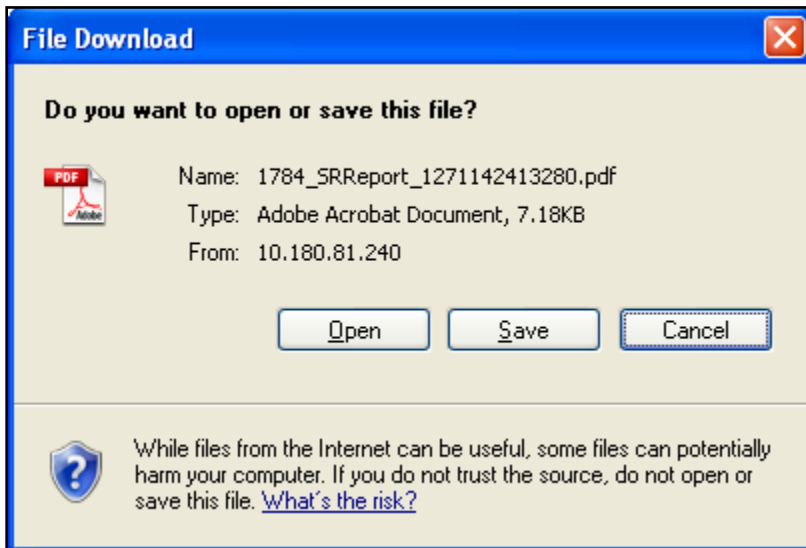 File Download
Do you want to open or save this file?
PDF
Adobe
Name: 1784_SRReport_1271142413280.pdf
Type: Adobe Acrobat Document, 7.18KB
From: 10.180.81.240
Open Save Cancel
While files from the Internet can be useful, some files can potentially
harm your computer. If you do not trust the source, do not open or
save this file. What's the risk?